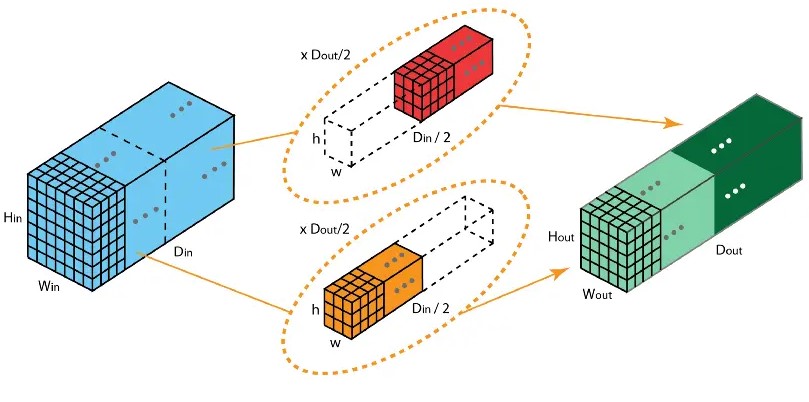 Hin
Win
Din
x Dout/2
h
w
Din / 2
x Dout/2
h
w
Din / 2
Hout
Wout
Dout